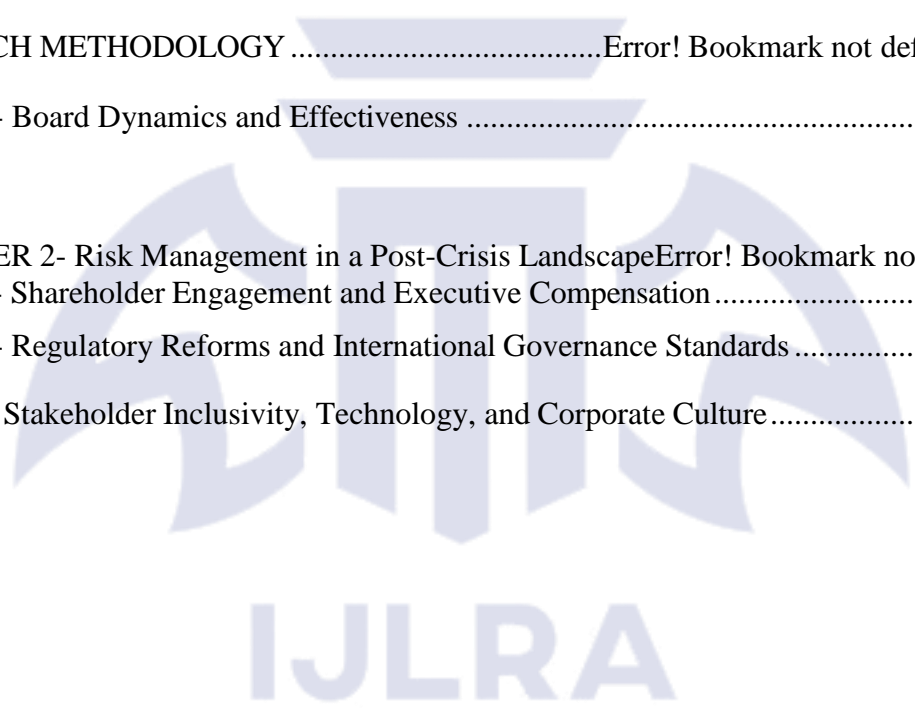 CH METHODOLOGY ..................................Error! Bookmark not def
- Board Dynamics and Effectiveness ................................................
ER 2- Risk Management in a Post-Crisis LandscapeError! Bookmark no
- Shareholder Engagement and Executive Compensation ......................
- Regulatory Reforms and International Governance Standards .............
Stakeholder Inclusivity, Technology, and Corporate Culture ................
IJLRA